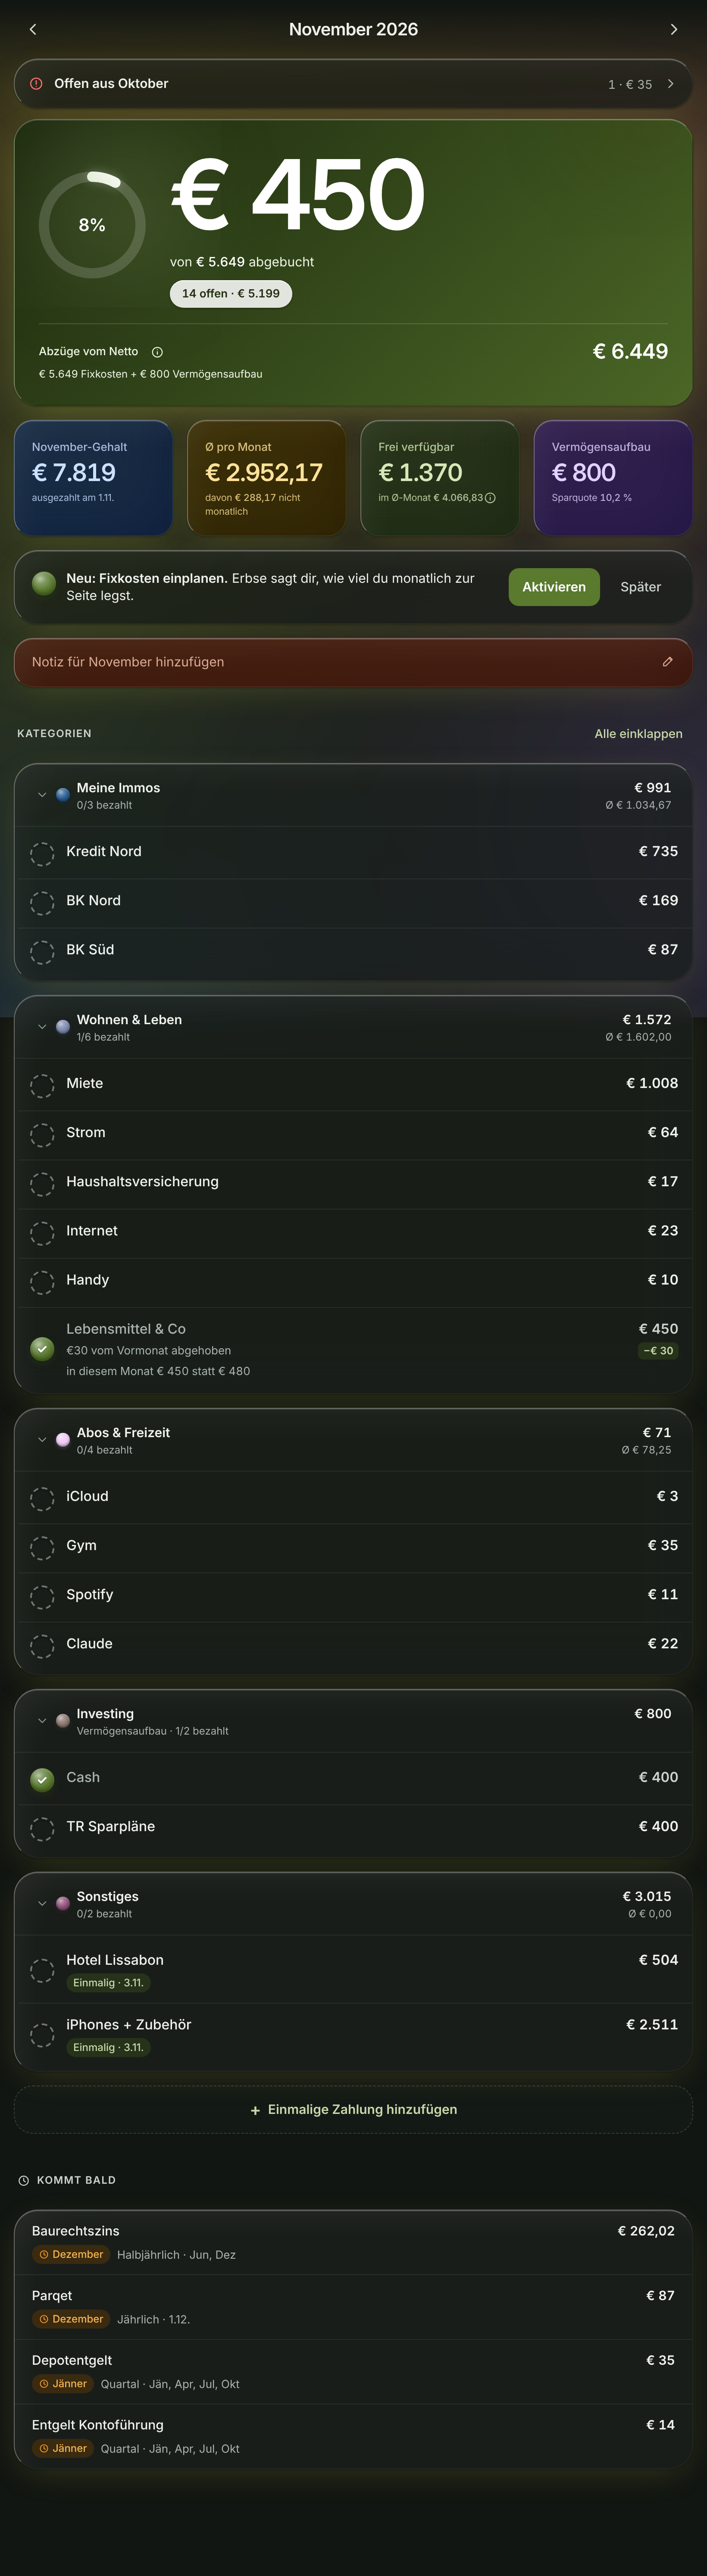 November 2026
Offen aus Oktober
1 · € 35
8%
€ 450
von € 5.649 abgebucht
14 offen · € 5.199
Abzüge vom Netto
€ 6.449
€ 5.649 Fixkosten + € 800 Vermögensaufbau
November-Gehalt
€ 7.819
ausgezahlt am 1.11.
Ø pro Monat
€ 2.952,17
davon € 288,17 nicht
monatlich
Frei verfügbar
€ 1.370
im Ø-Monat € 4.066,83
Vermögensaufbau
€ 800
Sparquote 10,2 %
Neu: Fixkosten einplanen. Erbse sagt dir, wie viel du monatlich zur
Seite legst.
Aktivieren
Später
Notiz für November hinzufügen
KATEGORIEN
Alle einklappen
Meine Immos
€ 991
0/3 bezahlt
Ø € 1.034,67
Kredit Nord
€ 735
BK Nord
€ 169
BK Süd
€ 87
Wohnen & Leben
€ 1.572
1/6 bezahlt
Ø € 1.602,00
Miete
€ 1.008
Strom
€ 64
Haushaltsversicherung
€ 17
Internet
€ 23
Handy
€ 10
Lebensmittel & Co
€ 450
€30 vom Vormonat abgehoben
−€ 30
in diesem Monat € 450 statt € 480
Abos & Freizeit
€ 71
0/4 bezahlt
Ø € 78,25
iCloud
€ 3
Gym
€ 35
Spotify
€ 11
Claude
€ 22
Investing
€ 800
Vermögensaufbau · 1/2 bezahlt
Cash
€ 400
TR Sparpläne
€ 400
Sonstiges
€ 3.015
0/2 bezahlt
Ø € 0,00
Hotel Lissabon
€ 504
Einmalig · 3.11.
iPhones + Zubehör
€ 2.511
Einmalig · 3.11.
+ Einmalige Zahlung hinzufügen
KOMMT BALD
Baurechtszins
€ 262,02
Dezember
Halbjährlich · Jun, Dez
Parqet
€ 87
Dezember
Jährlich · 1.12.
Depotentgelt
€ 35
Jänner
Quartal · Jän, Apr, Jul, Okt
Entgelt Kontoführung
€ 14
Jänner
Quartal · Jän, Apr, Jul, Okt